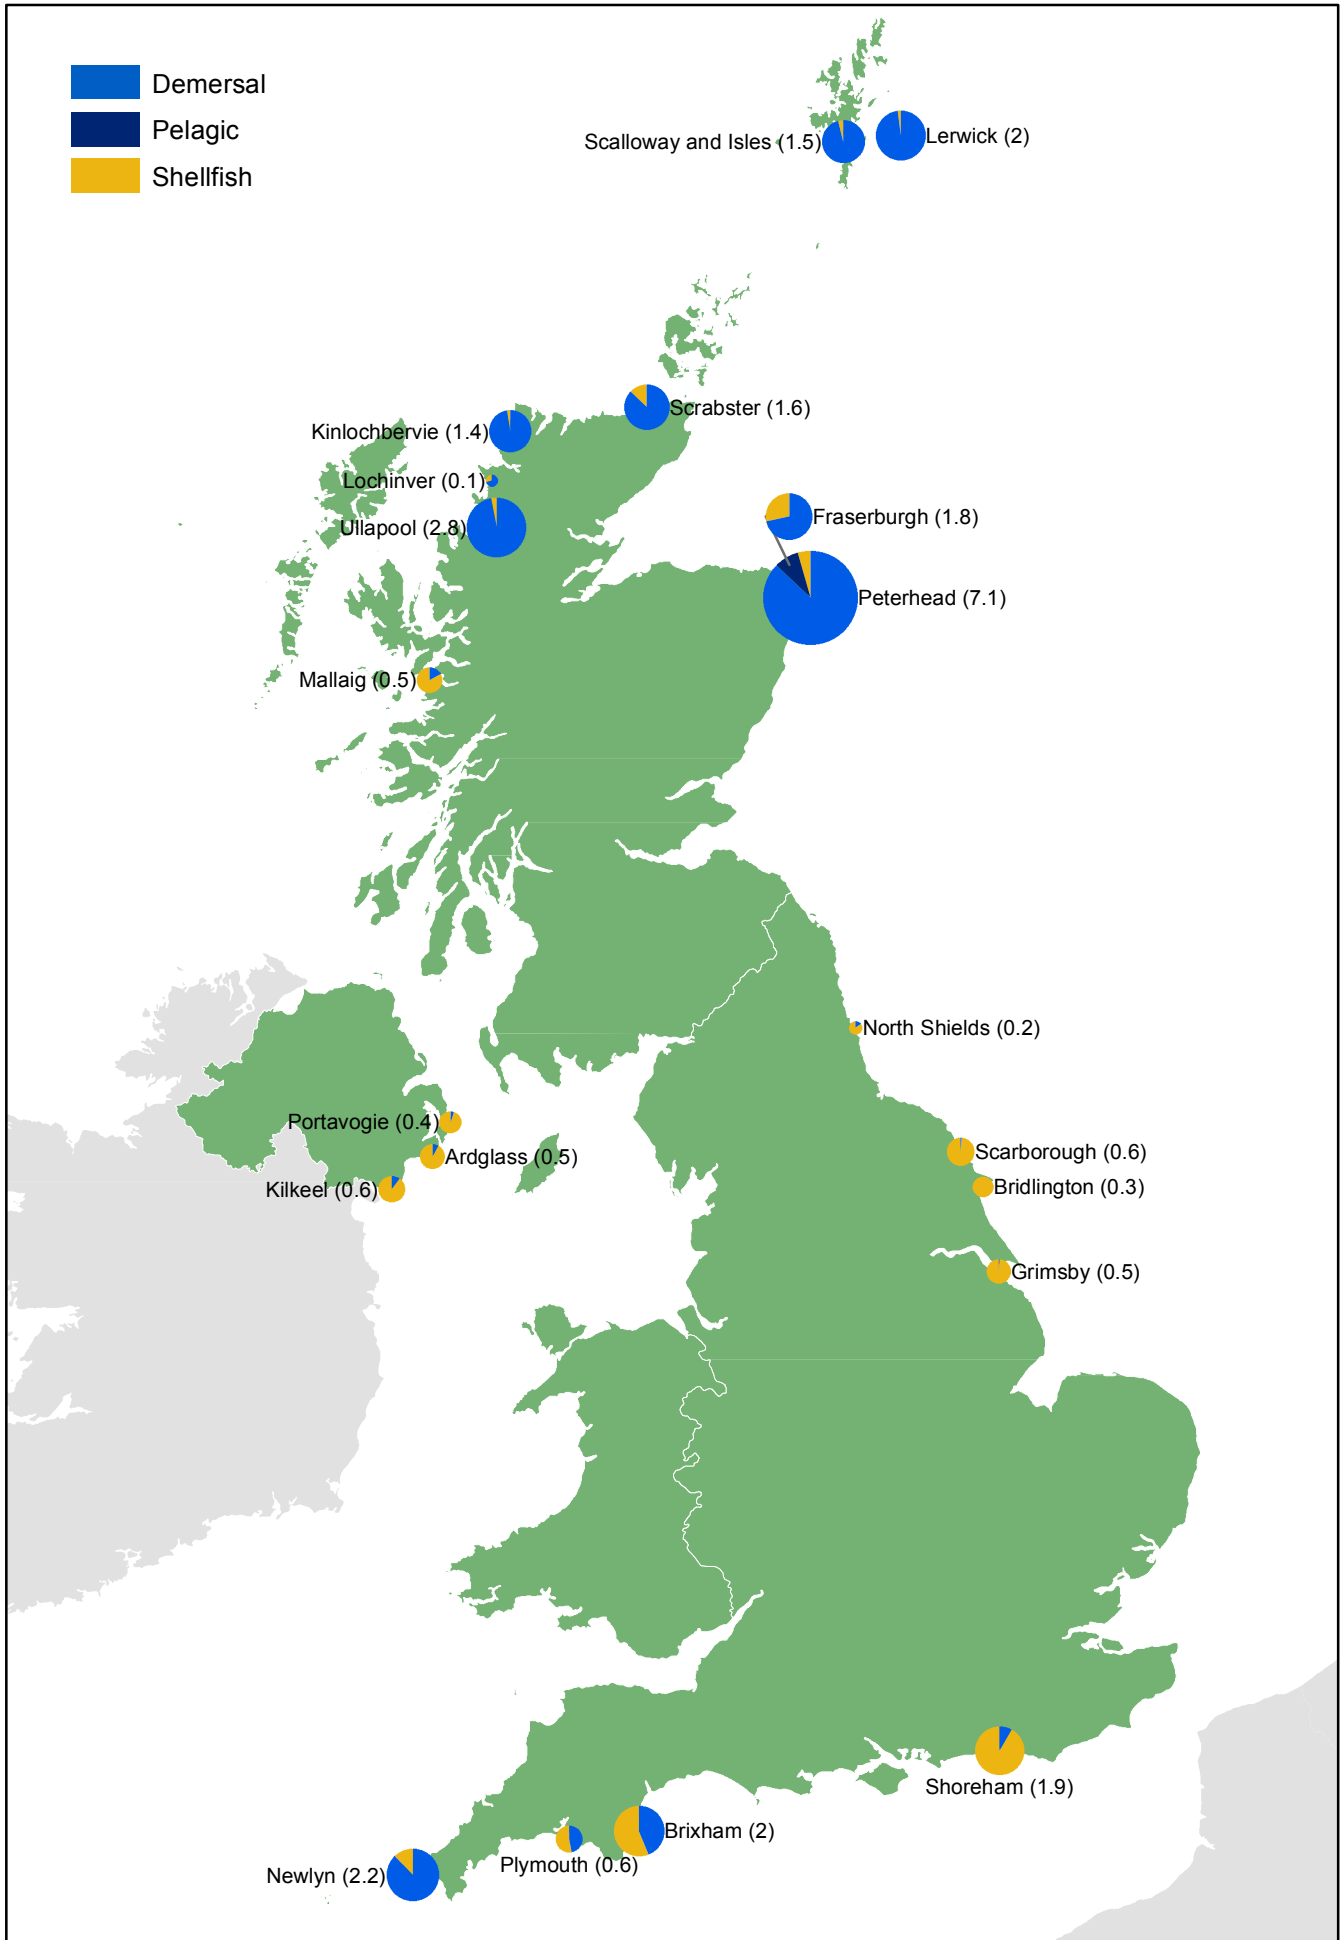 Demersal
Pelagic
Shellfish
Scalloway and Isles (1.5)
Lerwick (2)
Scrabster (1.6)
Kinlochbervie (1.4)
Lochinver (0.1)
Ullapool (2.8)
Fraserburgh (1.8)
Peterhead (7.1)
Mallaig (0.5)
North Shields (0.2)
Portavogie (0.4)
Ardglass (0.5)
Kilkeel (0.6)
Scarborough (0.6)
Bridlington (0.3)
Grimsby (0.5)
Shoreham (1.9)
Brixham (2)
Plymouth (0.6)
Newlyn (2.2)